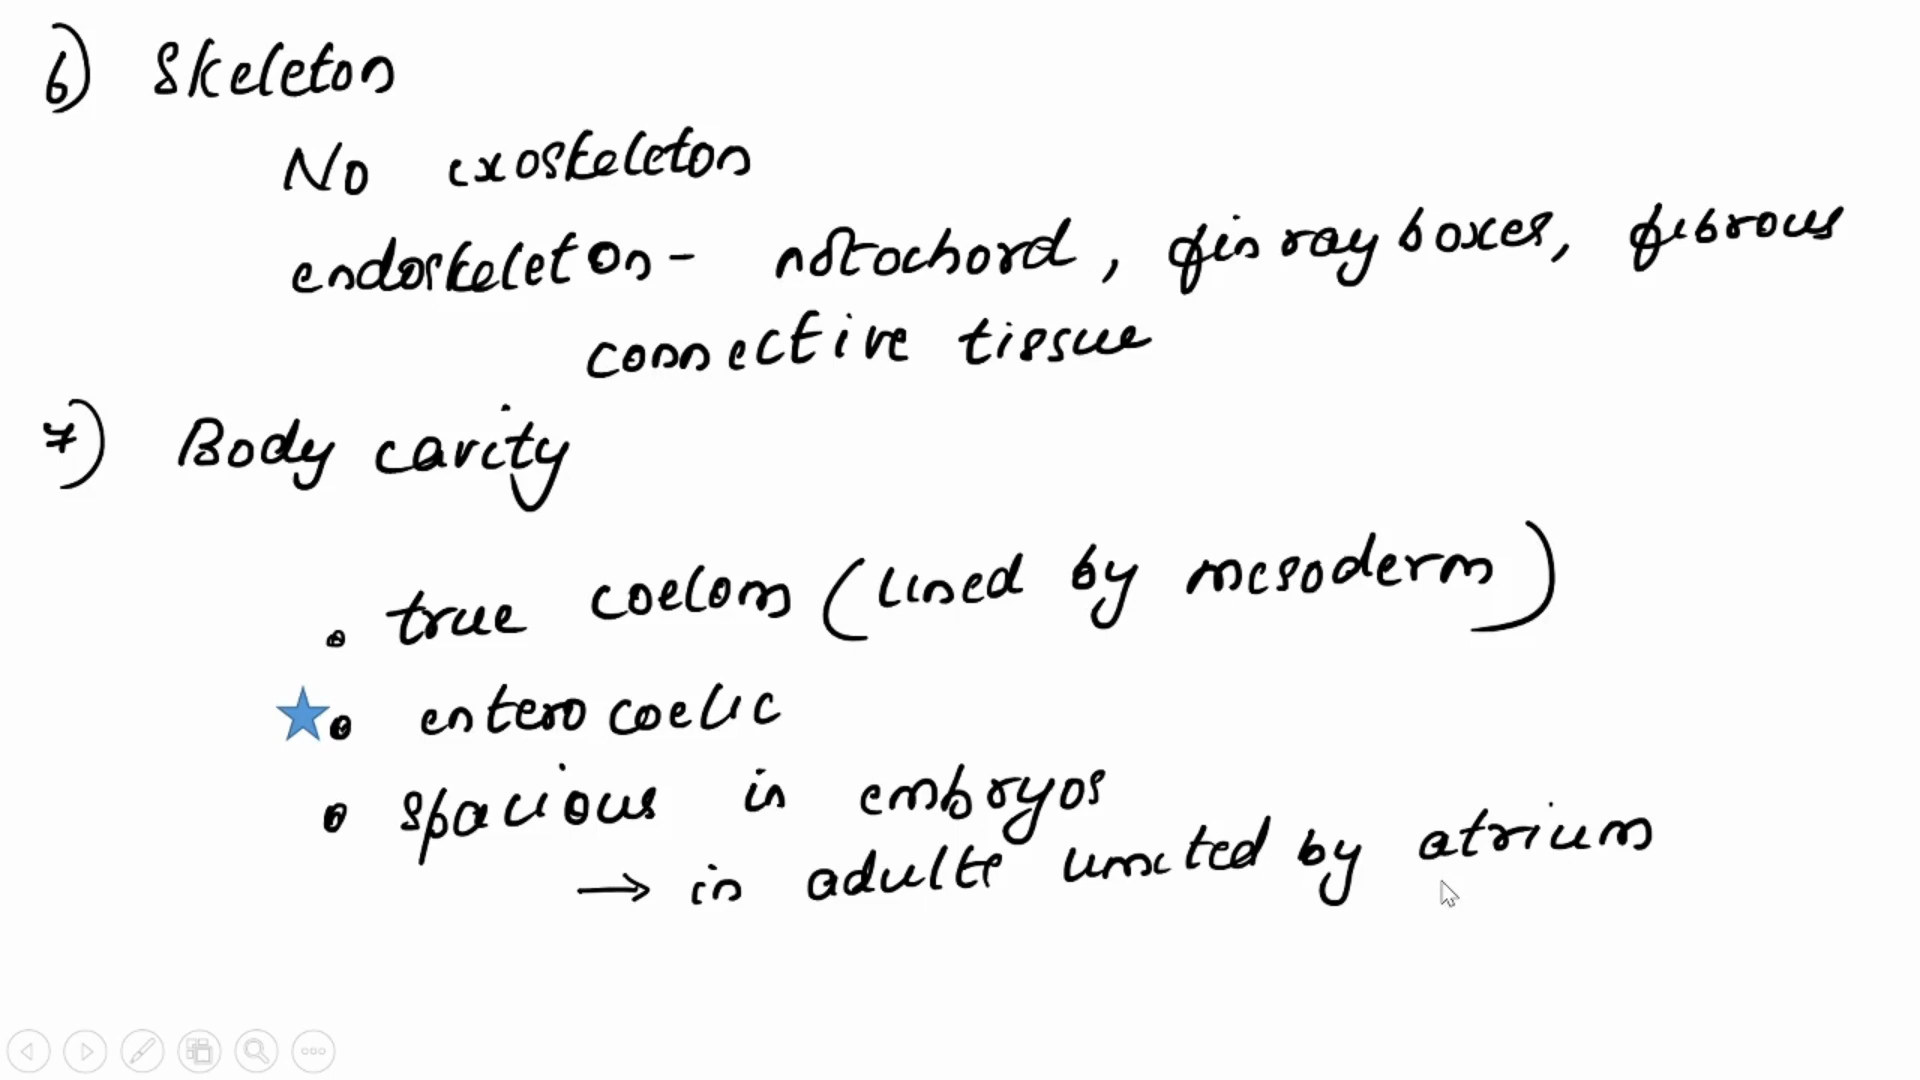 6) Skeleton
No exoskeleton
endoskeleton - notochord, fin ray boxes, fibrous
connective tissue
7) Body cavity
• true coelom (lined by mesoderm)
• enterocoelic
• spacious in embryos
→ in adults limited by atrium